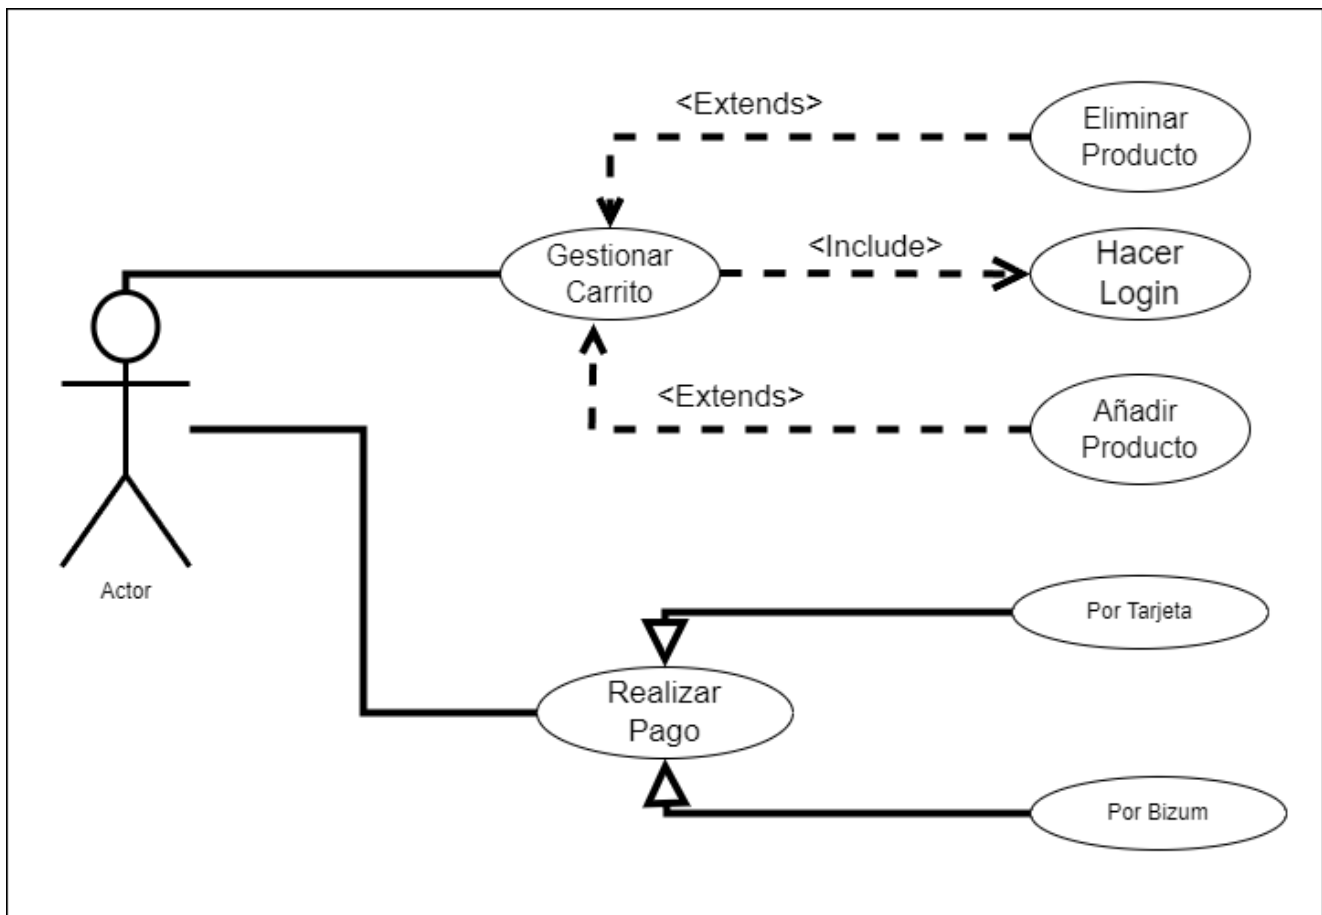 <Extends>
Eliminar
Producto
<Include>
Gestionar
Carrito
Hacer
Login
<Extends>
Añadir
Producto
Actor
Por Tarjeta
Realizar
Pago
Por Bizum